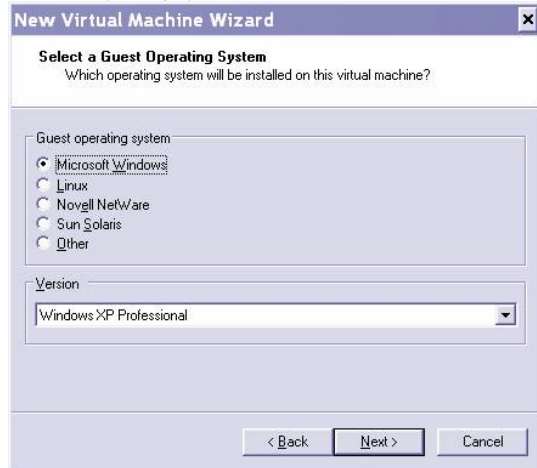 New Virtual Machine Wizard
Select a Guest Operating System
Which operating system will be installed on this virtual machine?
Guest operating system
Microsoft Windows
Linux
Novell NetWare
Sun Solaris
Other
Version
Windows XP Professional
< Back Next > Cancel